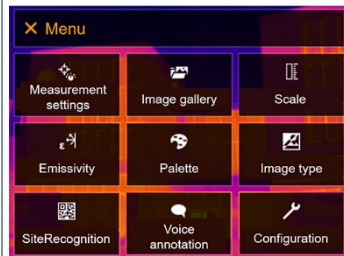 Menu
Measurement
settings
Image gallery
Scale
ε
Emissivity
Palette
Image type
SiteRecognition
Voice
annotation
Configuration